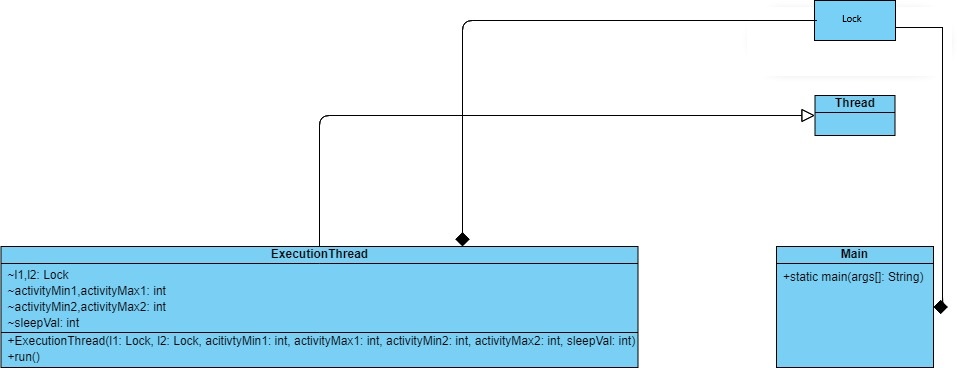 Lock
Thread
ExecutionThread
~l1,l2: Lock
~activityMin1,activityMax1: int
~activityMin2,activityMax2: int
~sleepVal: int
+ExecutionThread(l1: Lock, l2: Lock, acitivtyMin1: int, activityMax1: int, activityMin2: int, activityMax2: int, sleepVal: int)
+run()
Main
+static main(args[]: String)